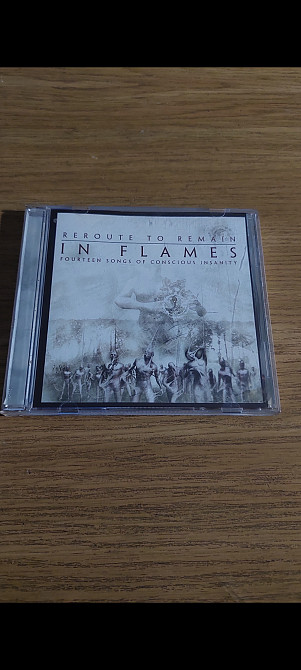 REROUTE TO REMAIN
IN FLAMES
FOURTEEN SONGS OF CONSCIOUS INSANITY